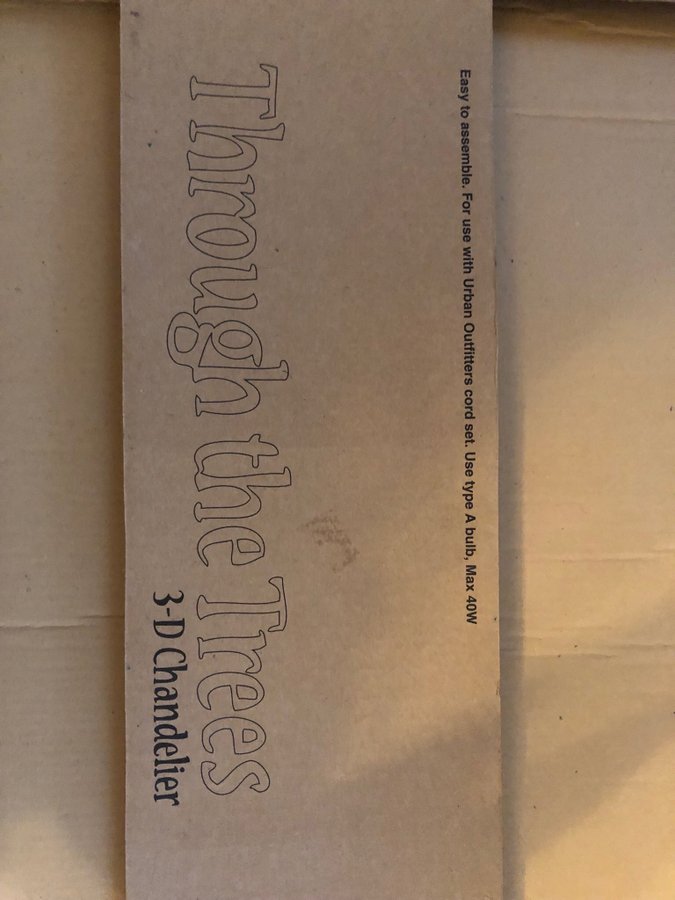 Easy to assemble. For use with Urban Outfitters cord set. Use type A bulb, Max 40W
Through the Trees
3-D Chandelier